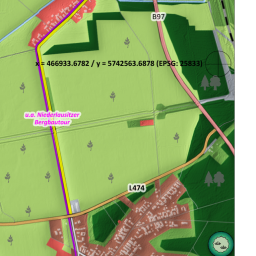 B97
x = 466933.6782 / y = 5742563.6878 (EPSG: 25833)
u.a. Niederlausitzer
Bergbautour
L474